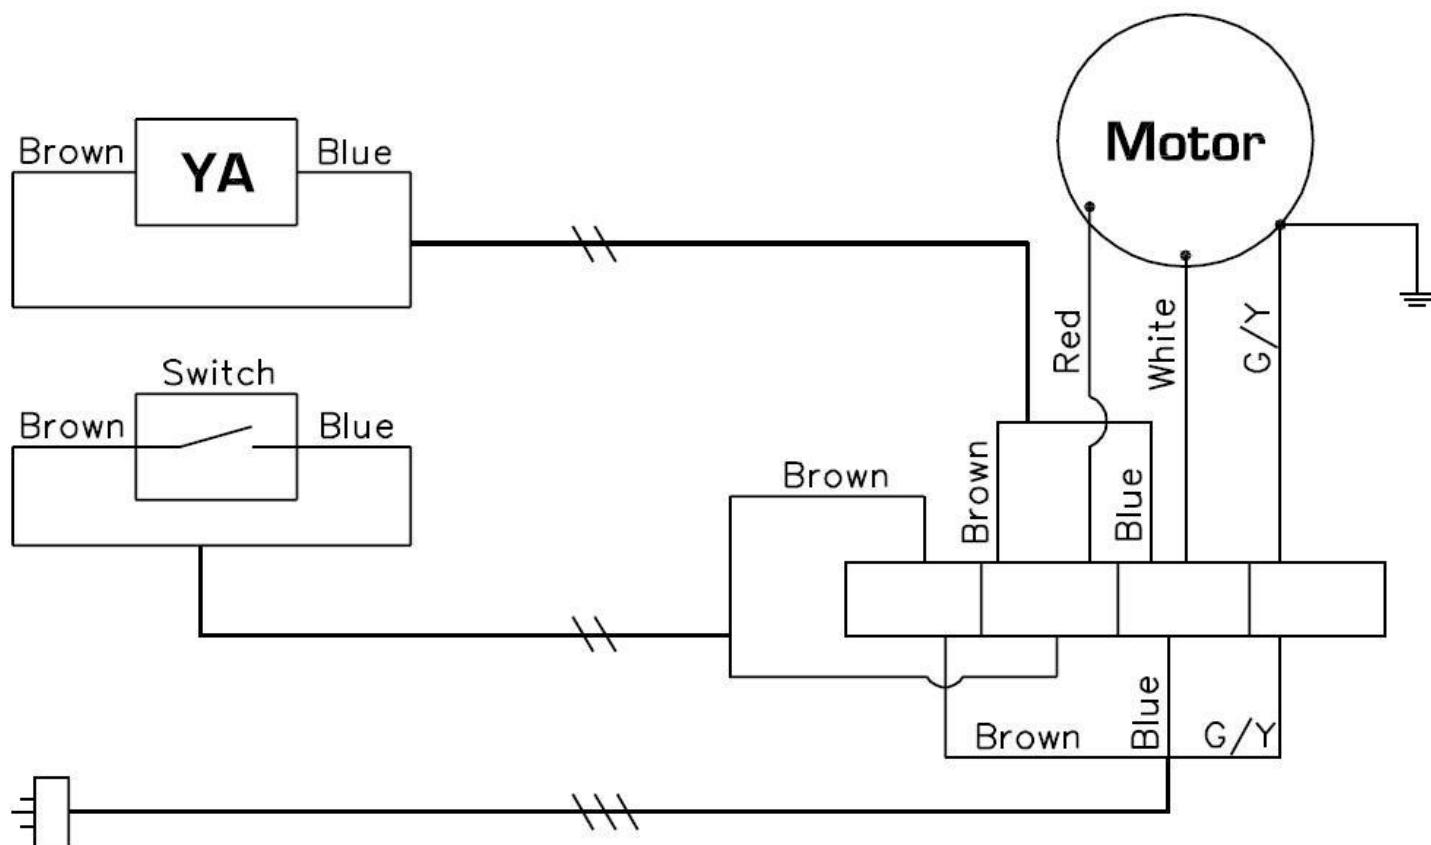 Motor
Brown
YA
Blue
Red
White
G/Y
Switch
Brown
Blue
Brown
Brown
Blue
Brown
Blue
G/Y